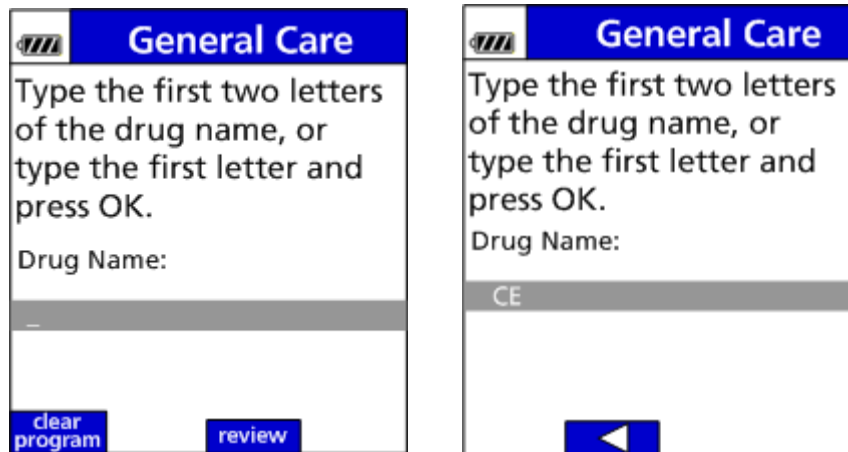 General Care
Type the first two letters
of the drug name, or
type the first letter and
press OK.
Drug Name:
_
clear
program
review
General Care
Type the first two letters
of the drug name, or
type the first letter and
press OK.
Drug Name:
CE